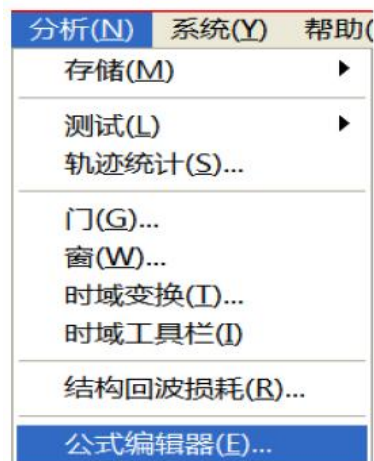 分析(N) 系统(Y) 帮助(
存储(M)
测试(L)
轨迹统计(S)...
门(G)...
窗(W)...
时域变换(T)...
时域工具栏(I)
结构回波损耗(R)...
公式编辑器(E)...